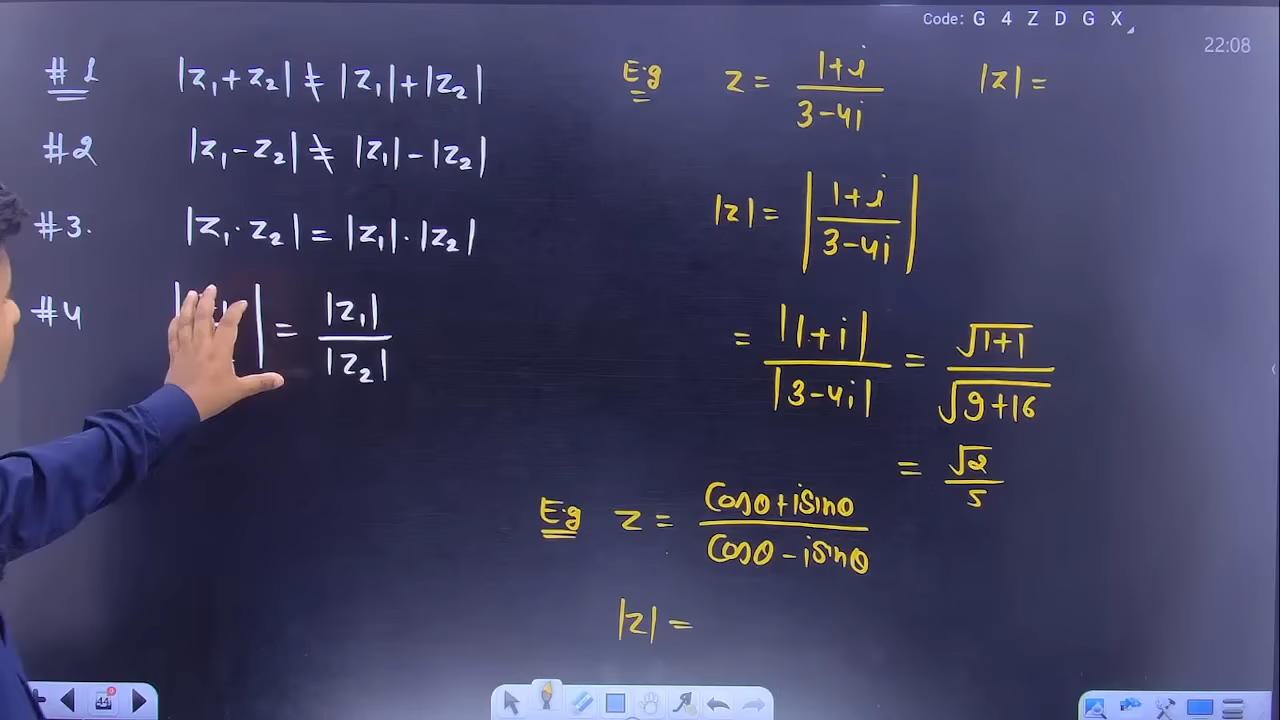 Code: G 4 Z D G X
22:08
#1 |z₁+z₂| ≠ |z₁|+|z₂|
#2 |z₁-z₂| ≠ |z₁|-|z₂|
#3. |z₁·z₂| = |z₁|·|z₂|
#4 | | = |z₁| / |z₂|
E.g z = 1+i / 3-4i |z| =
|z| = | 1+i / 3-4i |
= |1+i| / |3-4i| = √1+1 / √9+16
= √2 / 5
E.g z = Cosθ+iSinθ / Cosθ-iSinθ
|z| =
44